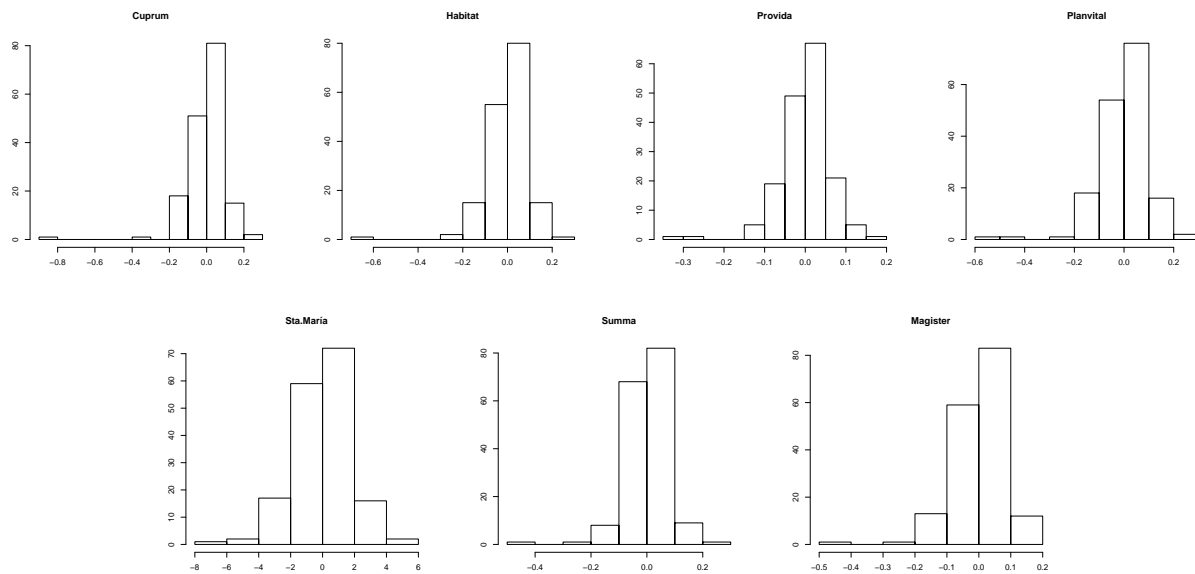 Cuprum
Habitat
Provida
Planvital
0 20 40 60 80
−0.8 −0.6 −0.4 −0.2 0.0 0.2
0 20 40 60 80
−0.6 −0.4 −0.2 0.0 0.2
0 10 20 30 40 50 60
−0.3 −0.2 −0.1 0.0 0.1 0.2
0 20 40 60
−0.6 −0.4 −0.2 0.0 0.2
Sta.María
Summa
Magister
0 10 20 30 40 50 60 70
−8 −6 −4 −2 0 2 4 6
0 20 40 60 80
−0.4 −0.2 0.0 0.2
0 20 40 60 80
−0.5 −0.4 −0.3 −0.2 −0.1 0.0 0.1 0.2